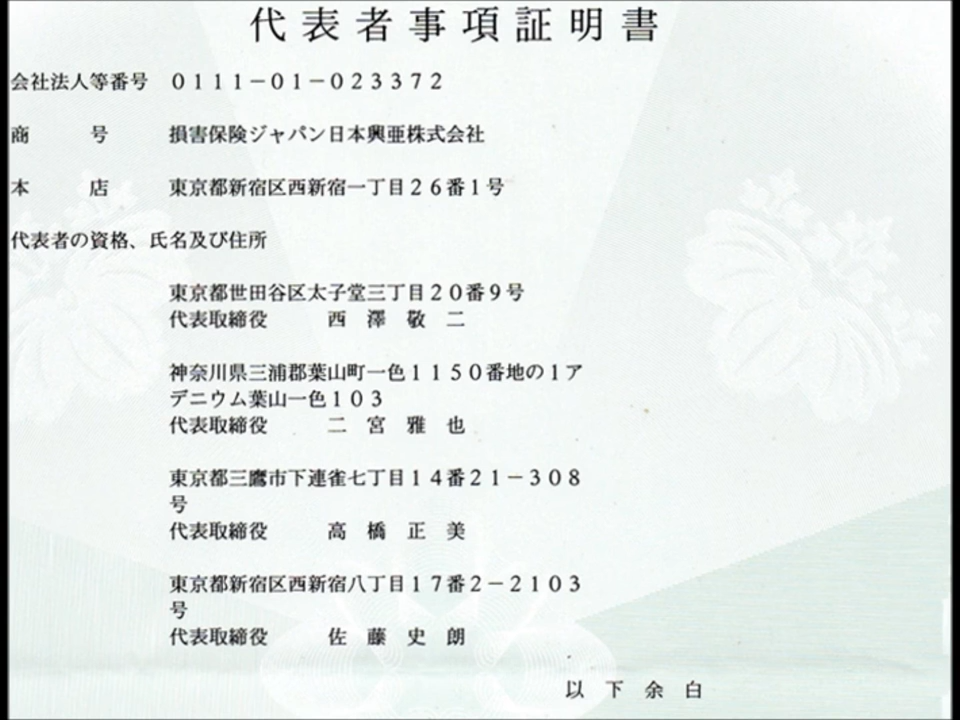 代表者事項証明書
会社法人等番号 0111-01-023372
商号 損害保険ジャパン日本興亜株式会社
本店 東京都新宿区西新宿一丁目26番1号
代表者の資格、氏名及び住所
東京都世田谷区太子堂三丁目20番9号
代表取締役 西澤敬二
神奈川県三浦郡葉山町一色1150番地の1ア
デニウム葉山一色103
代表取締役 二宮雅也
東京都三鷹市下連雀七丁目14番21-308
号
代表取締役 高橋正美
東京都新宿区西新宿八丁目17番2-2103
号
代表取締役 佐藤史朗
以下余白